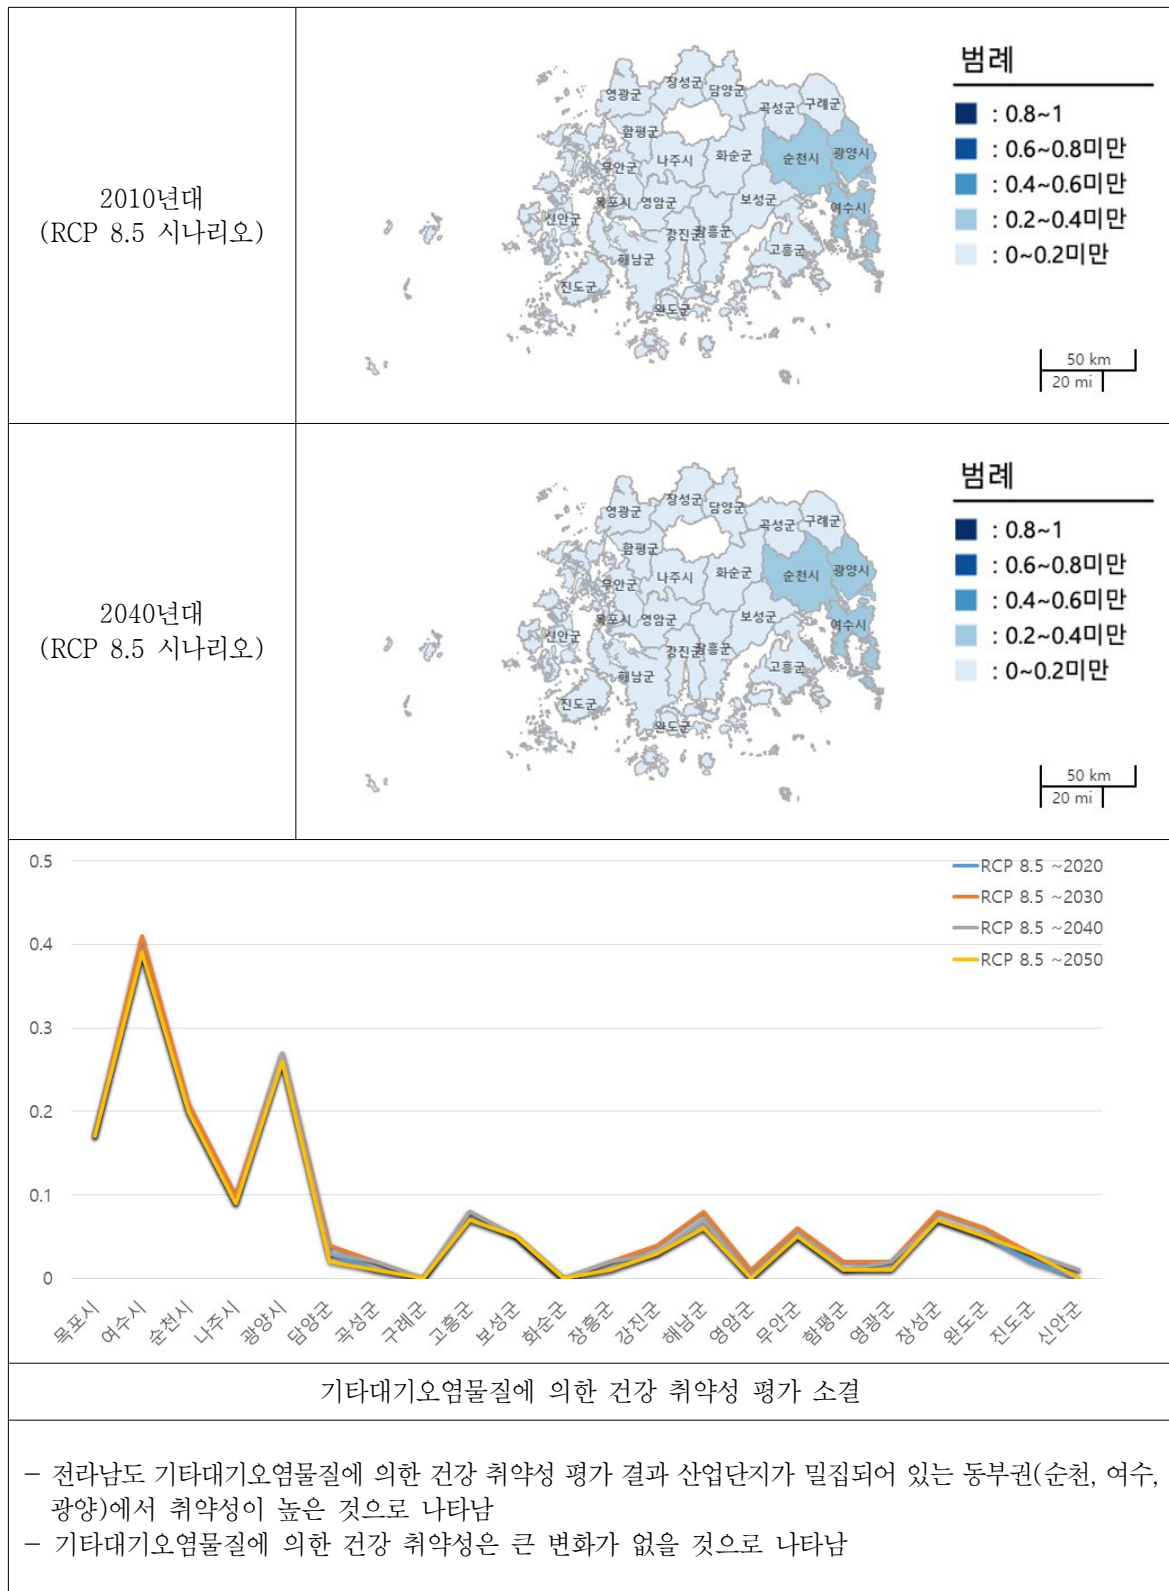 2010년대
(RCP 8.5 시나리오)
영광군
장성군
담양군
곡성군
구례군
함평군
나주시
화순군
순천시
광양시
무안군
목포시
영암군
보성군
여수시
신안군
강진군
장흥군
해남군
고흥군
진도군
완도군
범례
: 0.8~1
: 0.6~0.8미만
: 0.4~0.6미만
: 0.2~0.4미만
: 0~0.2미만
50 km
20 mi
2040년대
(RCP 8.5 시나리오)
영광군
장성군
담양군
곡성군
구례군
함평군
나주시
화순군
순천시
광양시
무안군
목포시
영암군
보성군
여수시
신안군
강진군
장흥군
해남군
고흥군
진도군
완도군
범례
: 0.8~1
: 0.6~0.8미만
: 0.4~0.6미만
: 0.2~0.4미만
: 0~0.2미만
50 km
20 mi
0.5
0.4
0.3
0.2
0.1
0
RCP 8.5 ~2020
RCP 8.5 ~2030
RCP 8.5 ~2040
RCP 8.5 ~2050
목포시
여수시
순천시
나주시
광양시
담양군
곡성군
구례군
고흥군
보성군
화순군
장흥군
강진군
해남군
영암군
무안군
함평군
영광군
장성군
완도군
진도군
신안군
기타대기오염물질에 의한 건강 취약성 평가 소결
– 전라남도 기타대기오염물질에 의한 건강 취약성 평가 결과 산업단지가 밀집되어 있는 동부권(순천, 여수,
광양)에서 취약성이 높은 것으로 나타남
– 기타대기오염물질에 의한 건강 취약성은 큰 변화가 없을 것으로 나타남